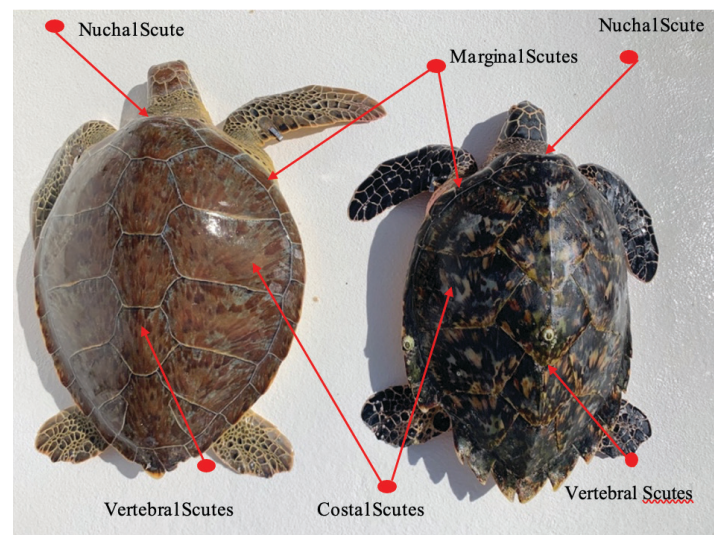 Nuchal Scute
Nuchal Scute
Marginal Scutes
Vertebral Scutes
Costal Scutes
Vertebral Scutes